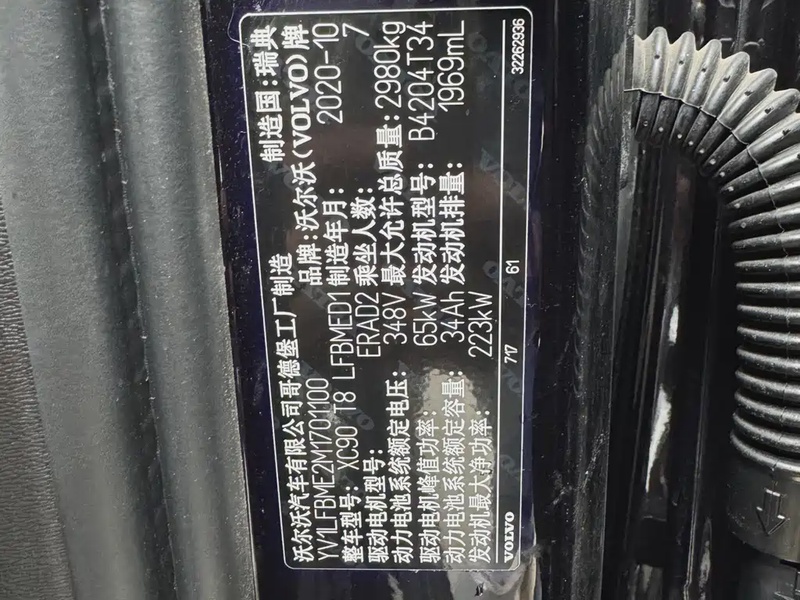 沃尔沃汽车有限公司哥德堡工厂制造 制造国：瑞典
YV1LFBME2M1701100 品牌：沃尔沃（VOLVO）牌
整车型号： XC90 T8 LFBMED1 制造年月： 2020-10
驱动电机型号： ERAD2 乘坐人数： 7
动力电池系统额定电压： 348V 最大允许总质量：2980kg
驱动电机峰值功率： 65kW 发动机型号： B4204T34
动力电池系统额定容量： 34Ah 发动机排量： 1969mL
发动机最大净功率： 223kW
VOLVO 717 61 32262936